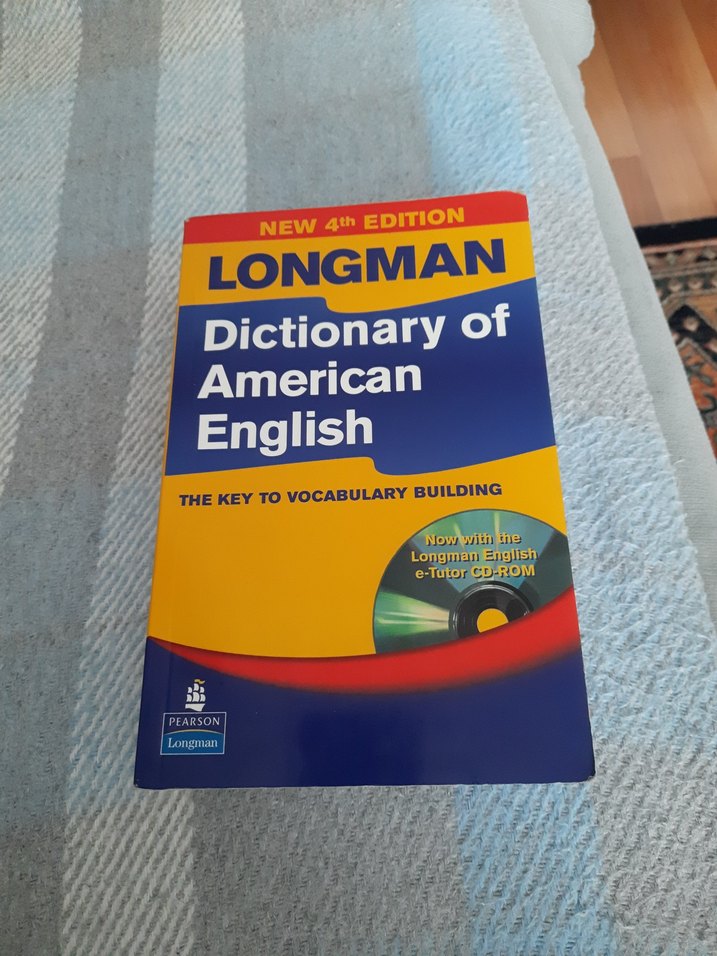 NEW 4th EDITION
LONGMAN
Dictionary of
American
English
THE KEY TO VOCABULARY BUILDING
Now with the
Longman English
e-Tutor CD-ROM
PEARSON
Longman